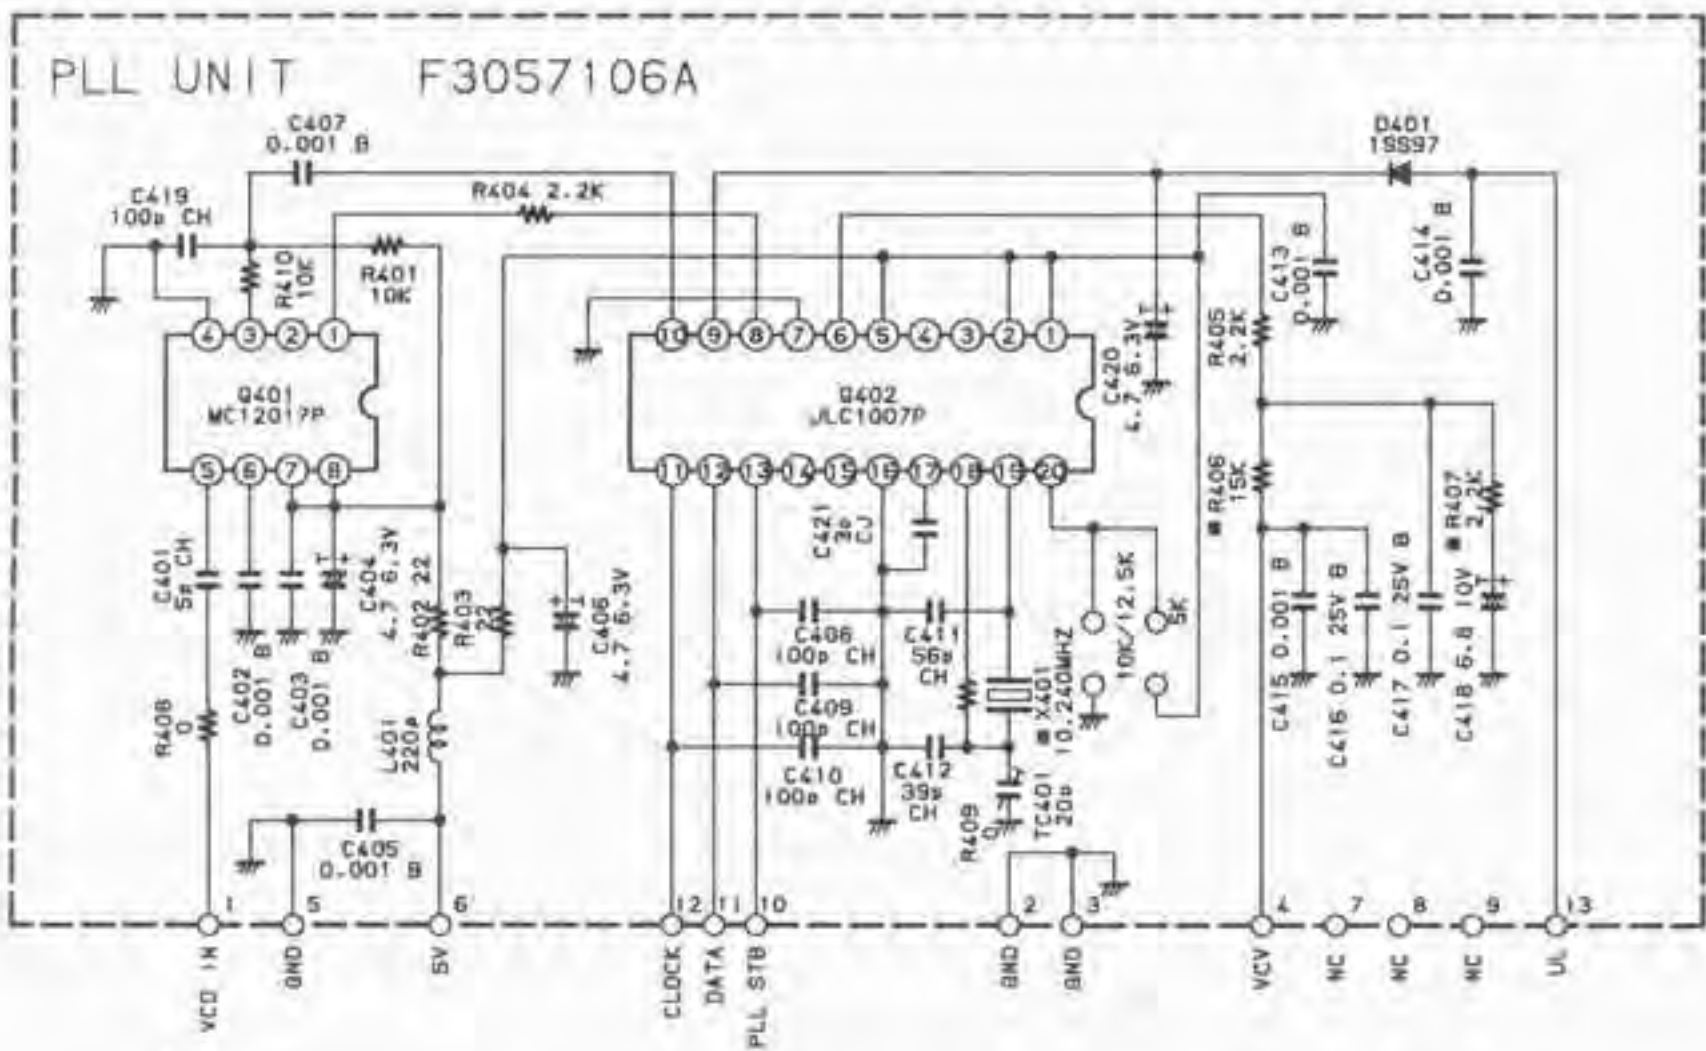 PLL UNIT F3057106A
C407
0.001 B
C419
100p CH
R404 2.2K
R410
10K
R401
10K
D401
1SS97
C413
0.001 B
C414
0.001 B
4 3 2 1
Q401
MC12017P
5 6 7 8
10 9 8 7 6 5 4 3 2 1
Q402
μLC1007P
11 12 13 14 15 16 17 18 19 20
C420
4.7 6.3V
R405
2.2K
■ R406
15K
■ R407
2.2K
C401
5p CH
C402
0.001 B
C403
0.001 B
C404
4.7 6.3V
R402 22
R403
22
C406
4.7 6.3V
C421
3p
CJ
100p CH
C409
100p CH
C410
100p CH
C411
56p
CH
C412
39p
CH
R409
0
TC401
20p
■ X401
10.240MHZ
10K/12.5K
5K
C415 0.001 B
C416 0.1 25V B
C417 0.1 25V B
C418 6.8 10V
R408
0
L401
220μ
C405
0.001 B
1 5 6 12 11 10 2 3 4 7 8 9 13
VCO IN
GND
5V
CLOCK
DATA
PLL STB
GND
GND
VCV
NC
NC
NC
UL